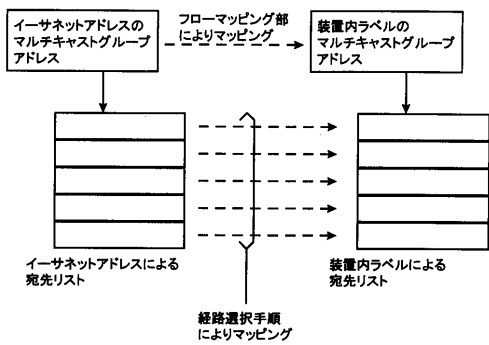 イーサネットアドレスの
マルチキャストグループ
アドレス
フローマッピング部
によりマッピング
装置内ラベルの
マルチキャストグループ
アドレス
イーサネットアドレスによる
宛先リスト
装置内ラベルによる
宛先リスト
経路選択手順
によりマッピング